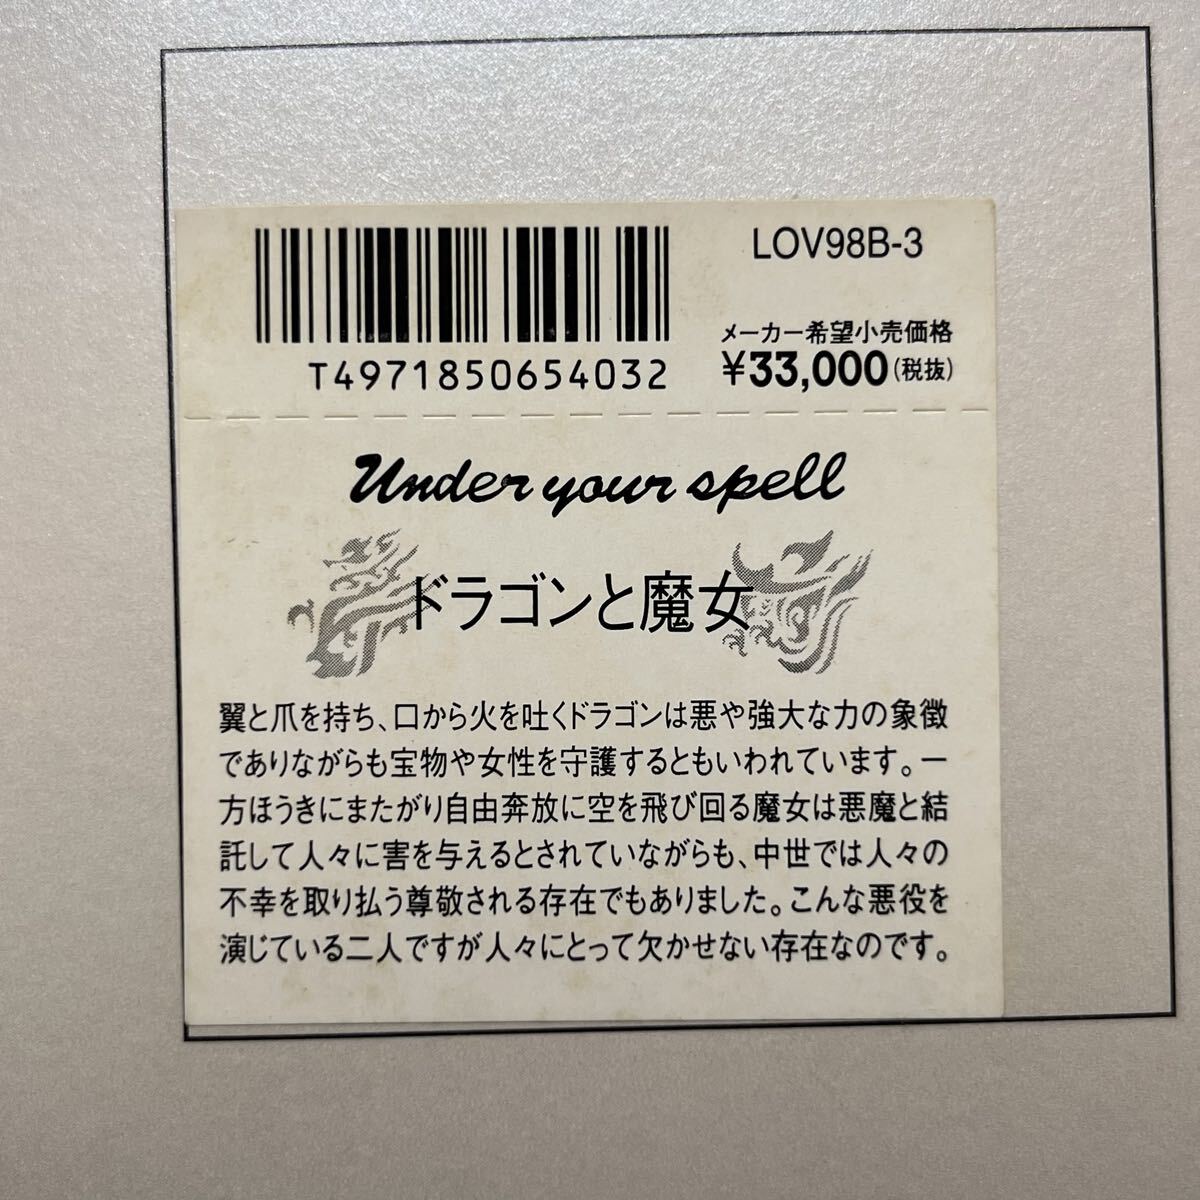 LOV98B-3
メーカー希望小売価格
T4971850654032
¥33,000(税抜)
Under your spell
ドラゴンと魔女
翼と爪を持ち、口から火を吐くドラゴンは悪や強大な力の象徴
でありながらも宝物や女性を守護するともいわれています。一
方ほうきにまたがり自由奔放に空を飛び回る魔女は悪魔と結
託して人々に害を与えるとされていながらも、中世では人々の
不幸を取り払う尊敬される存在でもありました。こんな悪役を
演じている二人ですが人々にとって欠かせない存在なのです。